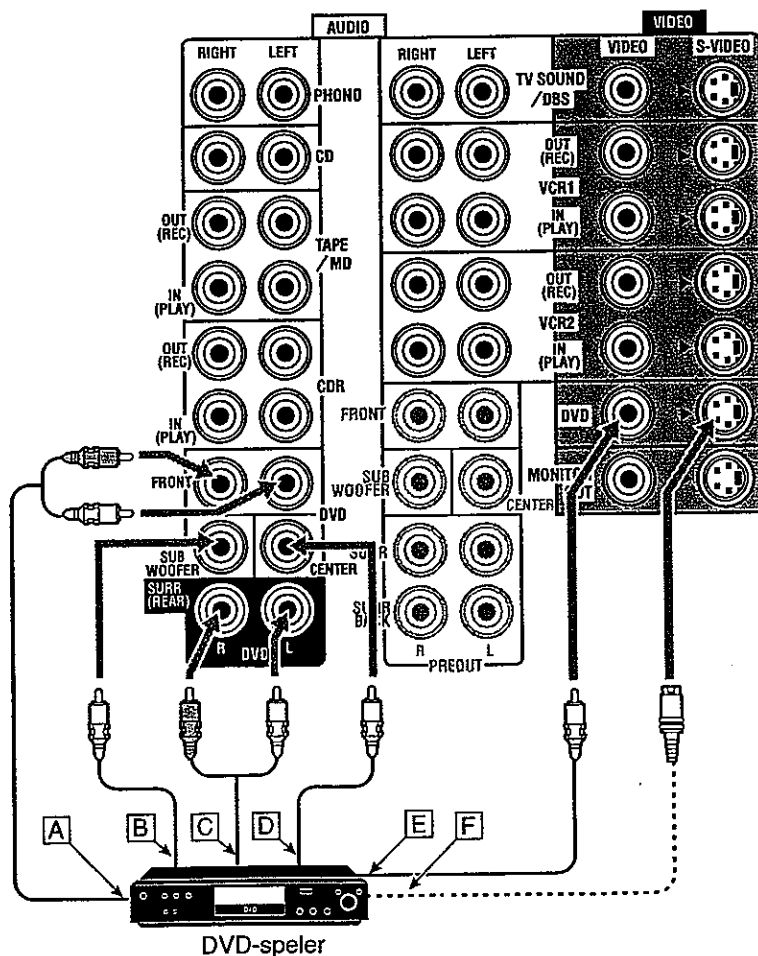 AUDIO
VIDEO
RIGHT LEFT
RIGHT LEFT
VIDEO S-VIDEO
PHONO
TV SOUND
/DBS
CD
OUT
(REC)
VCR1
IN
(PLAY)
OUT
(REC)
TAPE
/MD
IN
(PLAY)
OUT
(REC)
VCR2
IN
(PLAY)
OUT
(REC)
CDR
IN
(PLAY)
FRONT
DVD
FRONT
DVD
SUB
WOOFER
CENTER
SUB
WOOFER
CENTER
SURR
(REAR)
R DVD L
BACK
R L
PREOUT
A
B
C
D
E
F
DVD
DVD-speler